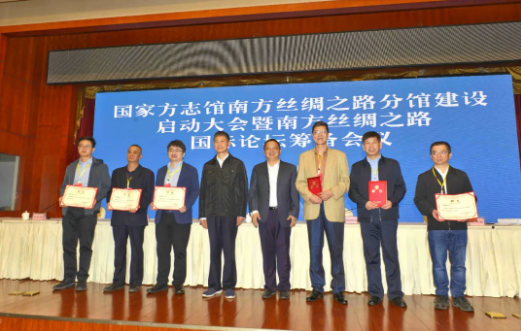 国家方志馆南方丝绸之路分馆建设
启动大会暨南方丝绸之路
国际论坛筹备会议